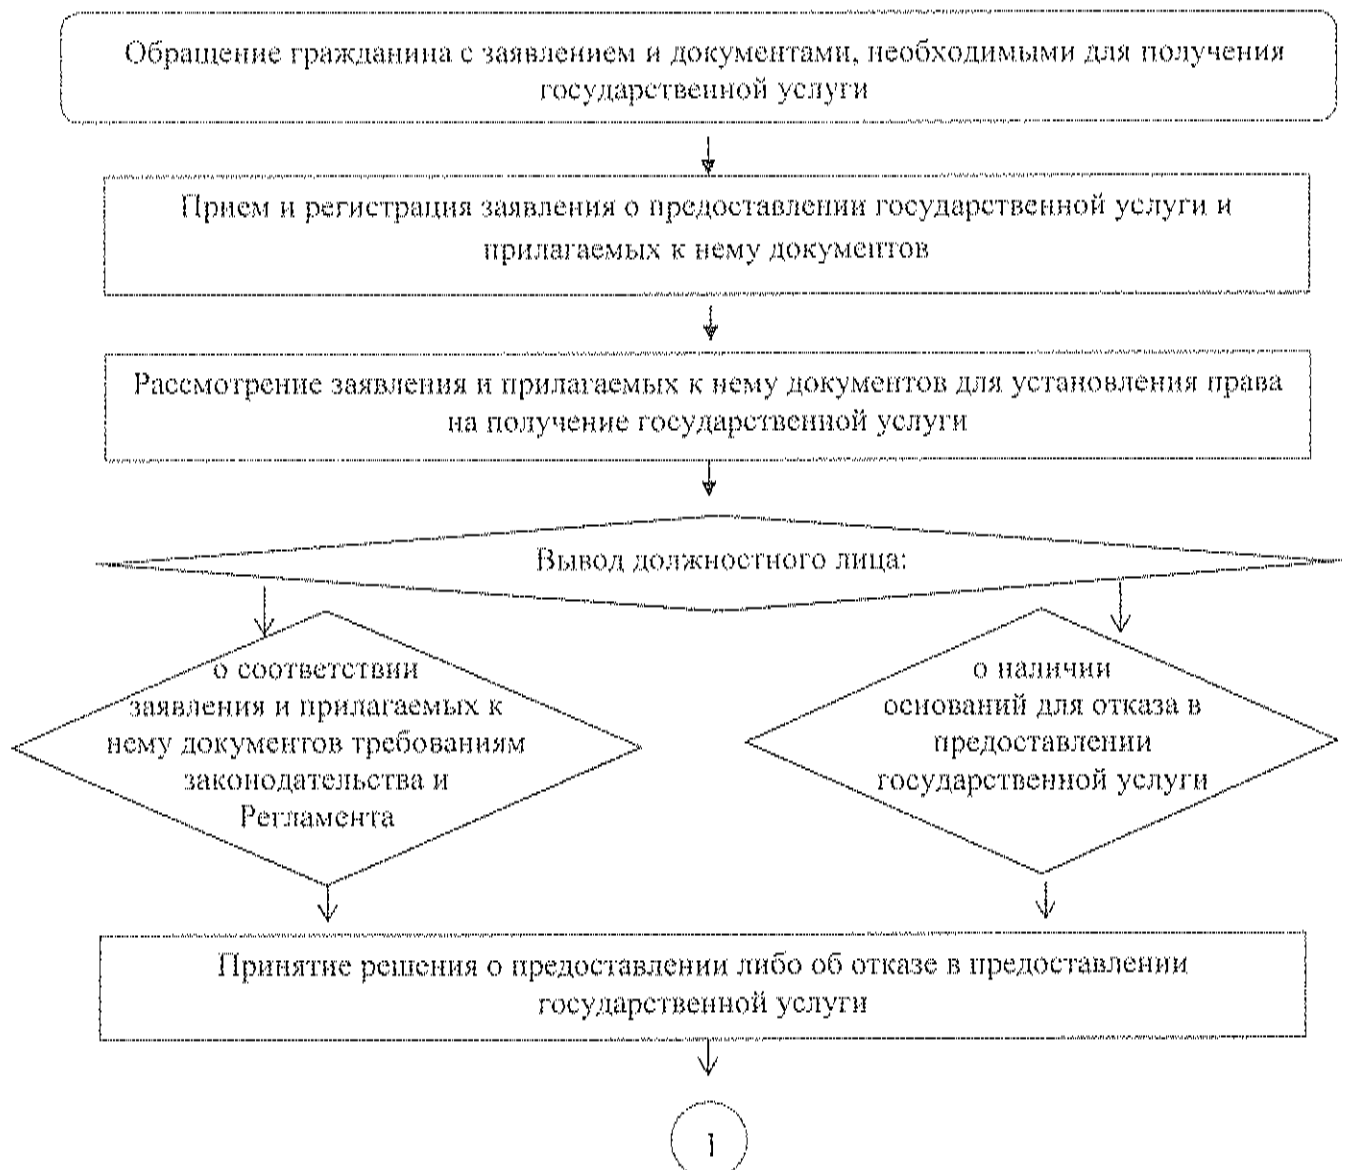 Обращение гражданина с заявлением и документами, необходимыми для получения
государственной услуги
Прием и регистрация заявления о предоставлении государственной услуги и
прилагаемых к нему документов
Рассмотрение заявления и прилагаемых к нему документов для установления права
на получение государственной услуги
Вывод должностного лица:
о соответствии
заявления и прилагаемых к
нему документов требованиям
законодательства и
Регламента
о наличии
оснований для отказа в
предоставлении
государственной услуги
Принятие решения о предоставлении либо об отказе в предоставлении
государственной услуги
1